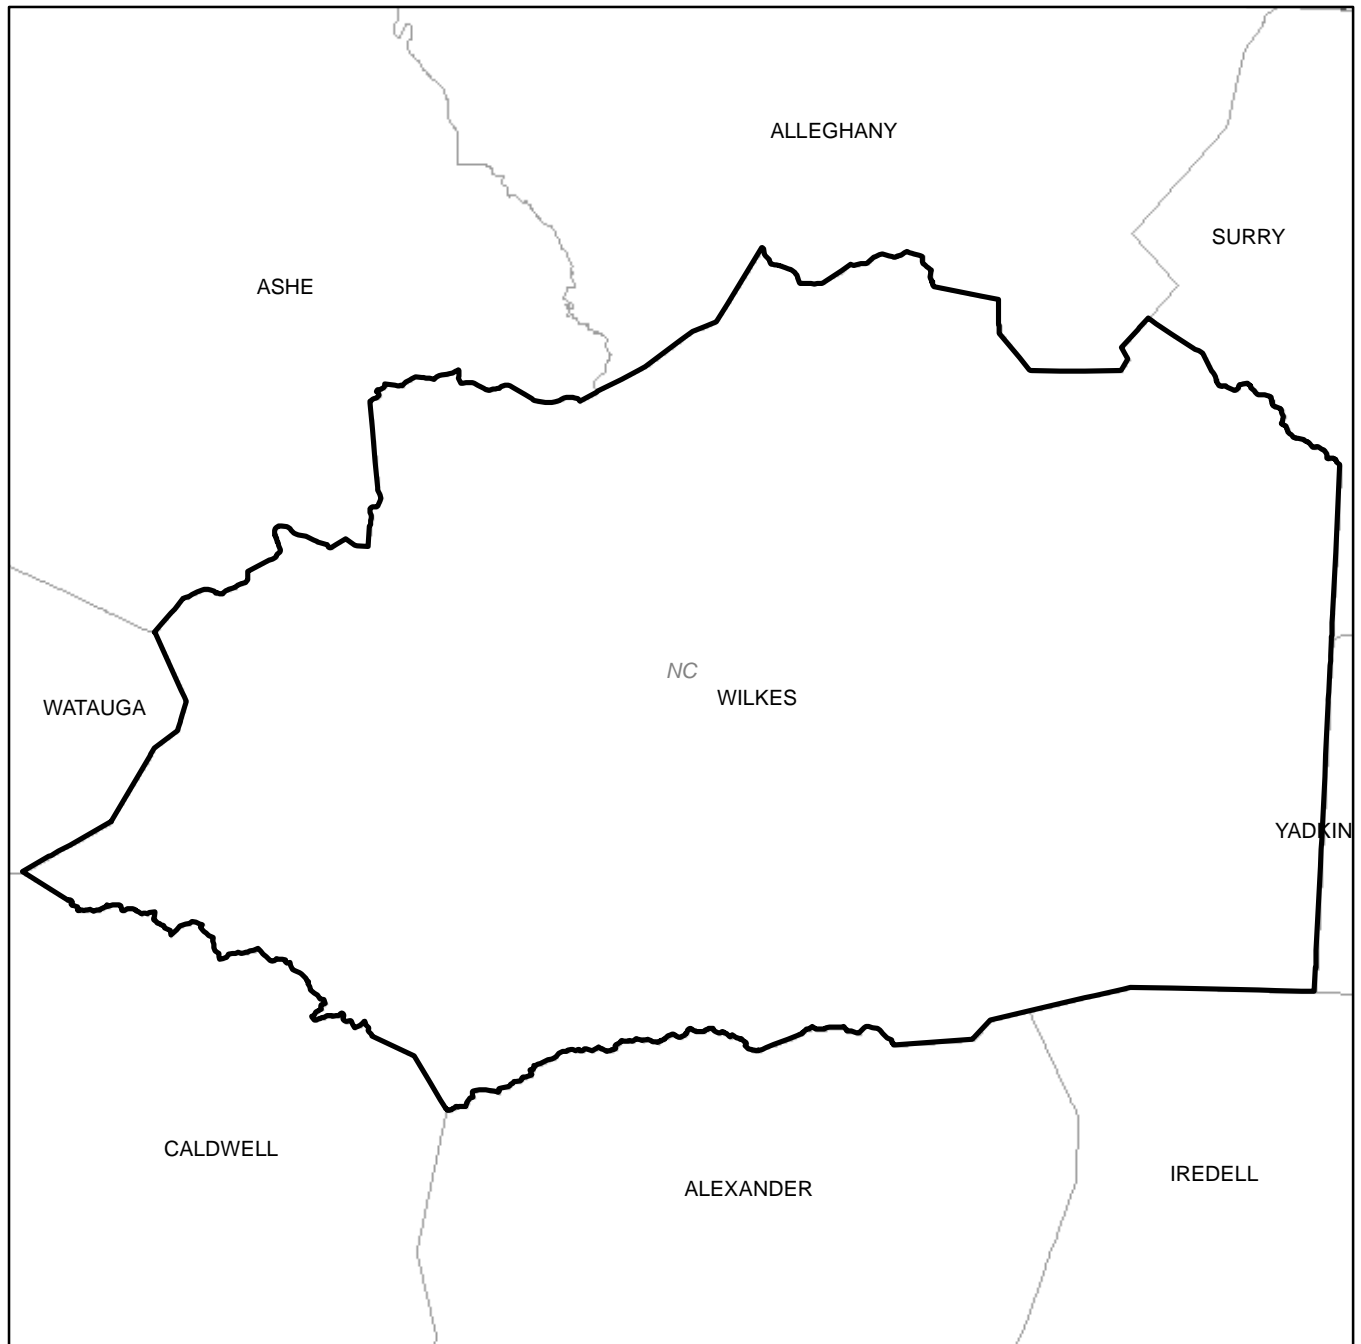 ALLEGHANY
SURRY
ASHE
NC
WILKES
WATAUGA
YADKIN
CALDWELL
IREDELL
ALEXANDER